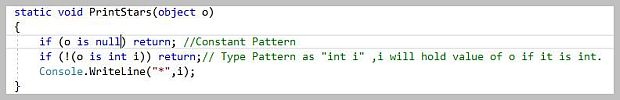 static void PrintStars(object o)
{
if (o is null) return; //Constant Pattern
if (!(o is int i)) return;// Type Pattern as "int i" ,i will hold value of o if it is int.
Console.WriteLine("*",i);
}